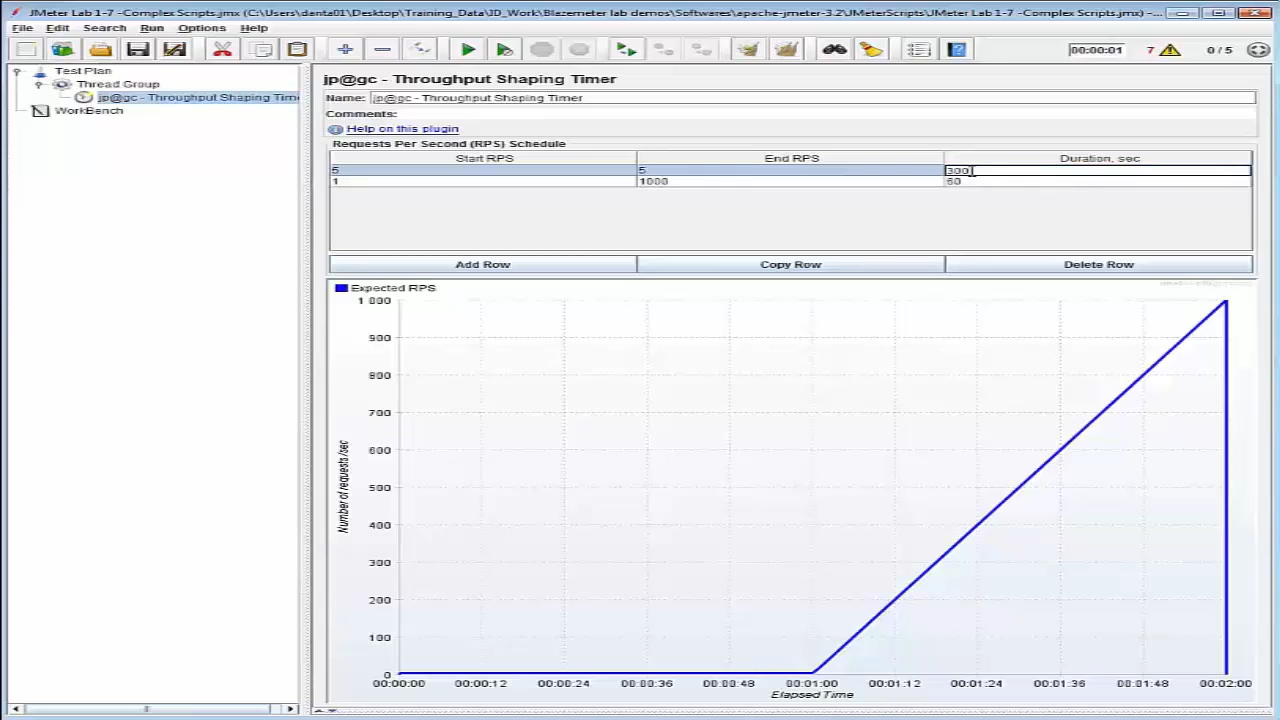 JMeter Lab 1-7 -Complex Scripts.jmx (C:\Users\danta01\Desktop\Training_Data\JD_Work\Blazemeter lab demos\Softwares\apache-jmeter-3.2\JMeterScripts\JMeter Lab 1-7 -Complex Scripts.jmx) -...
File Edit Search Run Options Help
00:00:01 7 0 / 5
Test Plan
Thread Group
jp@gc - Throughput Shaping Time
WorkBench
jp@gc - Throughput Shaping Timer
Name: jp@gc - Throughput Shaping Timer
Comments:
Help on this plugin
Requests Per Second (RPS) Schedule
Start RPS End RPS Duration, sec
5 5 300
1 1000 60
Add Row Copy Row Delete Row
Expected RPS
1 000
900
800
700
600
500
400
300
200
100
0
Number of requests /sec
00:00:00 00:00:12 00:00:24 00:00:36 00:00:48 00:01:00 00:01:12 00:01:24 00:01:36 00:01:48 00:02:00
Elapsed Time